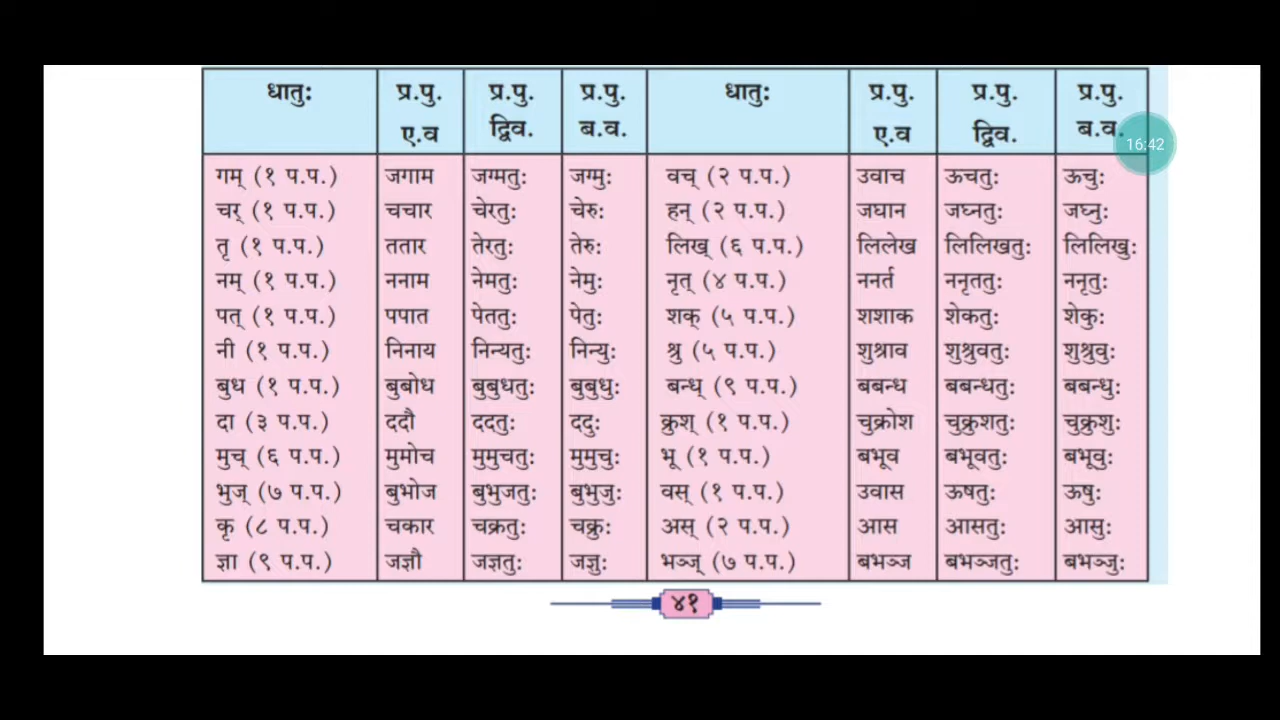 धातुः प्र.पु. ए.व प्र.पु. द्विव. प्र.पु. ब.व. धातुः प्र.पु. ए.व प्र.पु. द्विव. प्र.पु. ब.व.
16:42
गम् (१ प.प.) जगाम जग्मतुः जग्मुः वच् (२ प.प.) उवाच ऊचतुः ऊचुः
चर् (१ प.प.) चचार चेरतुः चेरुः हन् (२ प.प.) जघान जघ्नतुः जघ्नुः
तृ (१ प.प.) ततार तेरतुः तेरुः लिख् (६ प.प.) लिलेख लिलिखतुः लिलिखुः
नम् (१ प.प.) ननाम नेमतुः नेमुः नृत् (४ प.प.) ननर्त ननृततुः ननृतुः
पत् (१ प.प.) पपात पेततुः पेतुः शक् (५ प.प.) शशाक शेकतुः शेकुः
नी (१ प.प.) निनाय निन्यतुः निन्युः श्रु (५ प.प.) शुश्राव शुश्रुवतुः शुश्रुवुः
बुध (१ प.प.) बुबोध बुबुधतुः बुबुधुः बन्ध् (९ प.प.) बबन्ध बबन्धतुः बबन्धुः
दा (३ प.प.) ददौ ददतुः ददुः क्रुश् (१ प.प.) चुक्रोश चुक्रुशतुः चुक्रुशुः
मुच् (६ प.प.) मुमोच मुमुचतुः मुमुचुः भू (१ प.प.) बभूव बभूवतुः बभूवुः
भुज् (७ प.प.) बुभोज बुभुजतुः बुभुजुः वस् (१ प.प.) उवास ऊषतुः ऊषुः
कृ (८ प.प.) चकार चक्रतुः चक्रुः अस् (२ प.प.) आस आसतुः आसुः
ज्ञा (९ प.प.) जज्ञौ जज्ञतुः जज्ञुः भञ्ज् (७ प.प.) बभञ्ज बभञ्जतुः बभञ्जुः
४१